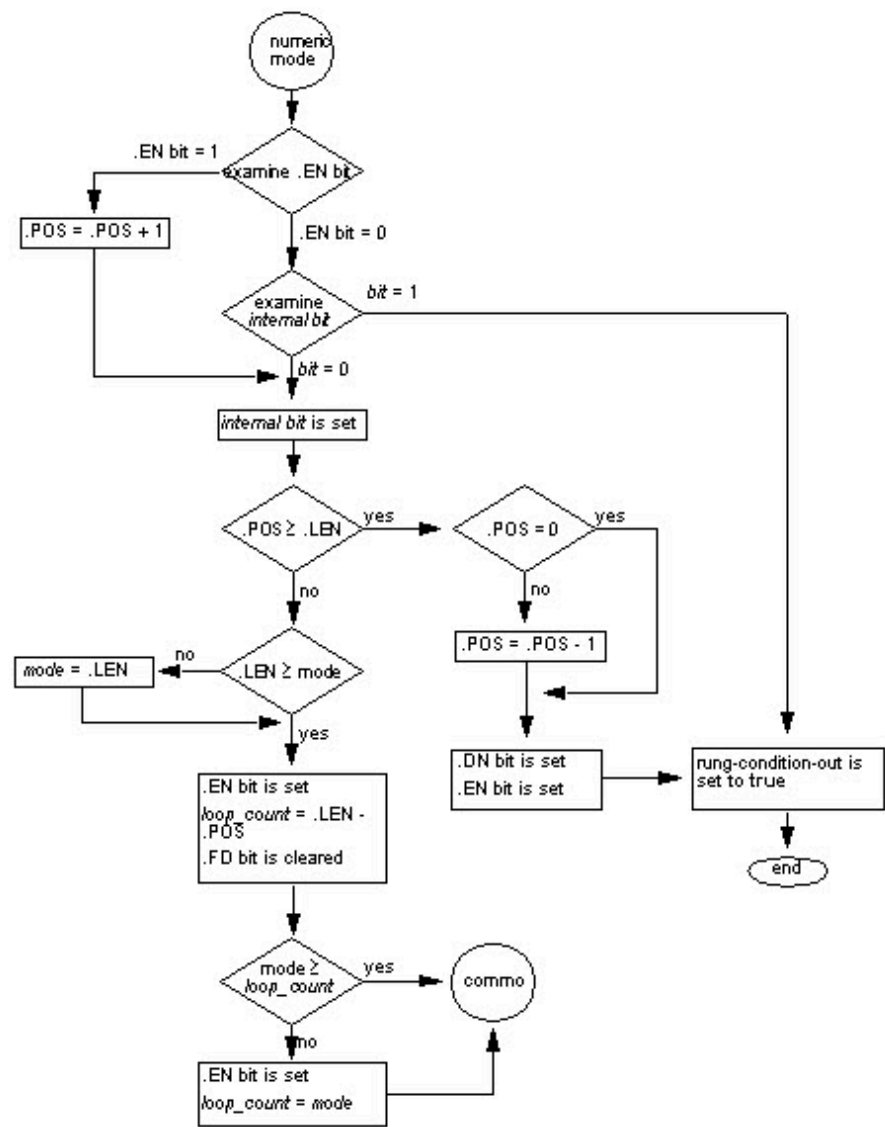 numeric
mode
.EN bit = 1
examine .EN bit
.POS = .POS + 1
.EN bit = 0
examine
internal bit
bit = 1
bit = 0
internal bit is set
.POS ≥ .LEN
yes
.POS = 0
yes
no
no
.POS = .POS - 1
mode = .LEN
no
.LEN ≥ mode
yes
.DN bit is set
.EN bit is set
rung-condition-out is
set to true
.EN bit is set
loop_count = .LEN -
.POS
.FD bit is cleared
end
mode ≥
loop_count
yes
commo
no
.EN bit is set
loop_count = mode